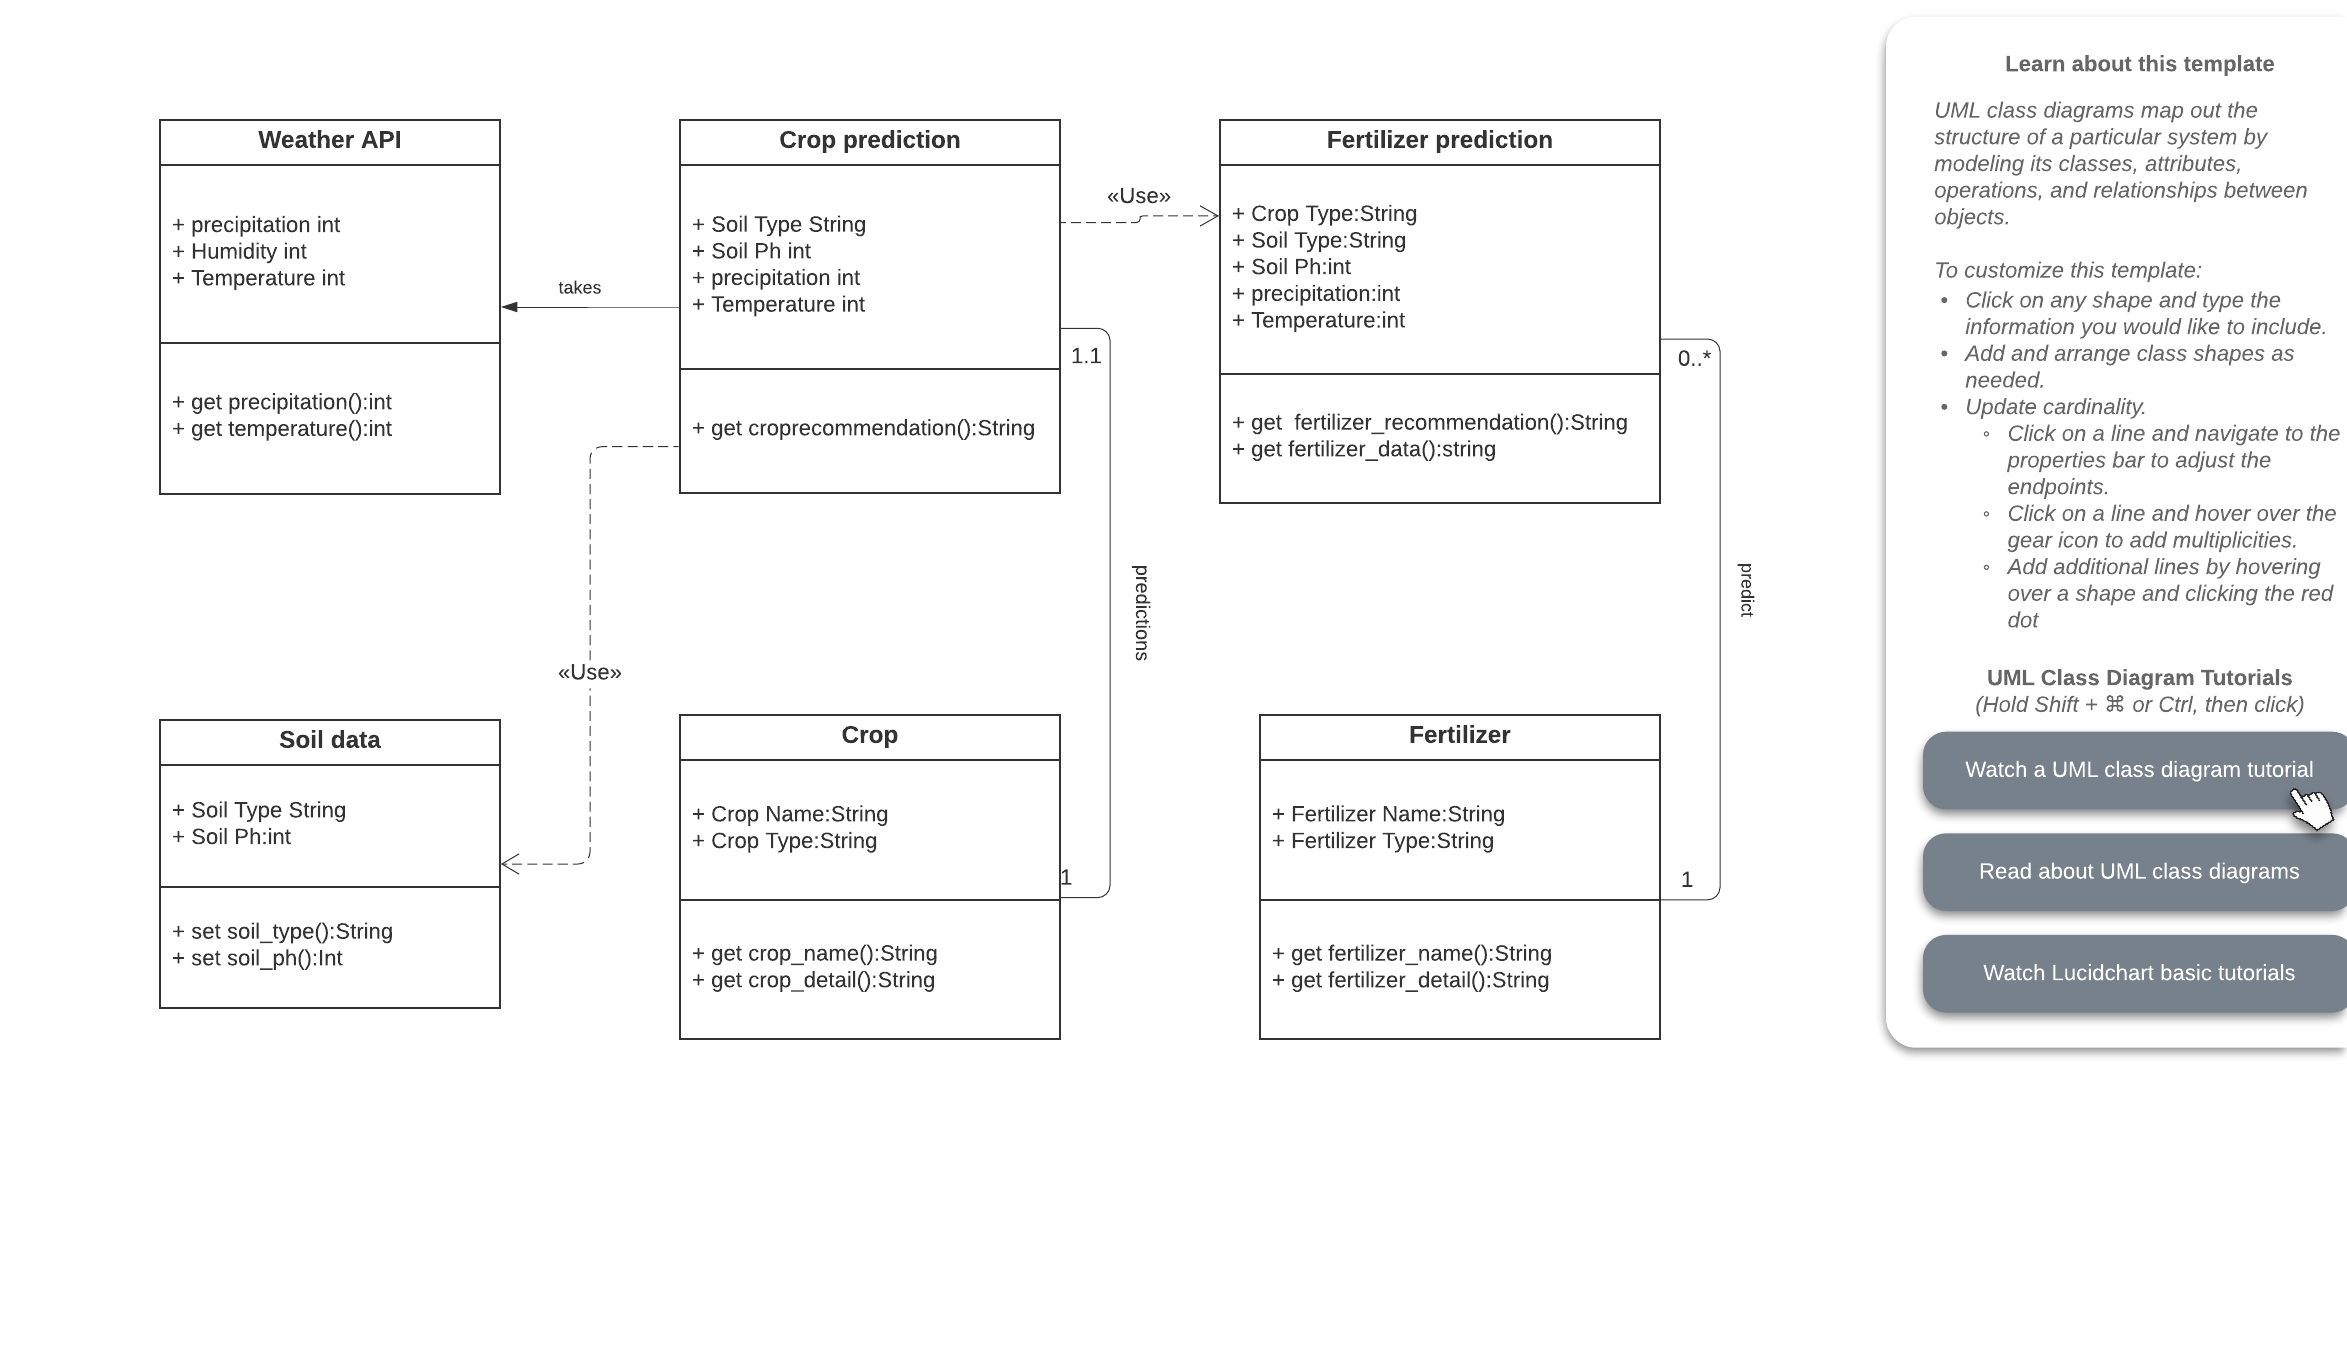 Weather API
+ precipitation int
+ Humidity int
+ Temperature int
+ get precipitation():int
+ get temperature():int
takes
Crop prediction
+ Soil Type String
+ Soil Ph int
+ precipitation int
+ Temperature int
+ get croprecommendation():String
«Use»
1.1
Fertilizer prediction
+ Crop Type:String
+ Soil Type:String
+ Soil Ph:int
+ precipitation:int
+ Temperature:int
+ get  fertilizer_recommendation():String
+ get fertilizer_data():string
0..*
predictions
predict
«Use»
Soil data
+ Soil Type String
+ Soil Ph:int
+ set soil_type():String
+ set soil_ph():Int
Crop
+ Crop Name:String
+ Crop Type:String
1
+ get crop_name():String
+ get crop_detail():String
Fertilizer
+ Fertilizer Name:String
+ Fertilizer Type:String
1
+ get fertilizer_name():String
+ get fertilizer_detail():String
Learn about this template
UML class diagrams map out the
structure of a particular system by
modeling its classes, attributes,
operations, and relationships between
objects.
To customize this template:
• Click on any shape and type the
information you would like to include.
• Add and arrange class shapes as
needed.
• Update cardinality.
◦ Click on a line and navigate to the
properties bar to adjust the
endpoints.
◦ Click on a line and hover over the
gear icon to add multiplicities.
◦ Add additional lines by hovering
over a shape and clicking the red
dot
UML Class Diagram Tutorials
(Hold Shift + ⌘ or Ctrl, then click)
Watch a UML class diagram tutorial
Read about UML class diagrams
Watch Lucidchart basic tutorials